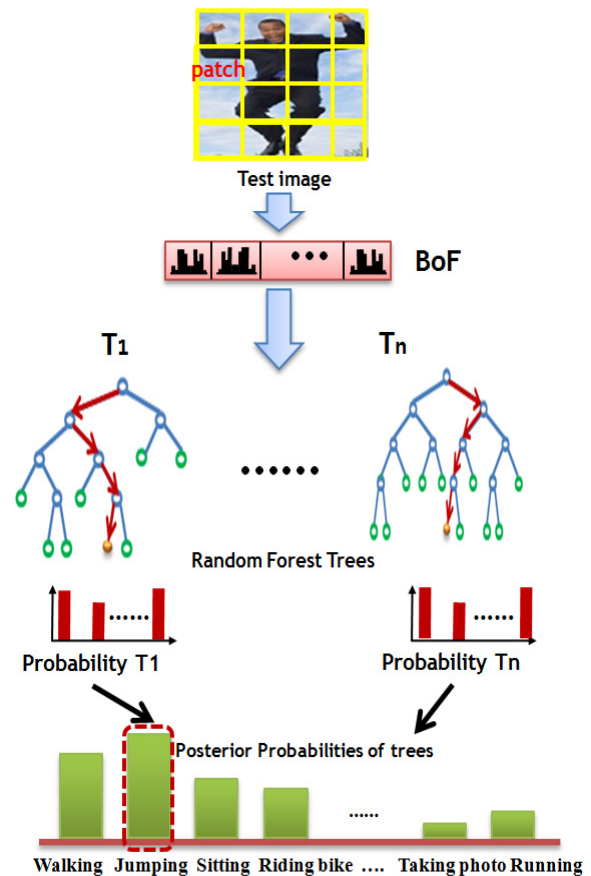 patch
Test image
BoF
T1
Tn
Random Forest Trees
Probability T1
Probability Tn
Posterior Probabilities of trees
Walking Jumping Sitting Riding bike .... Taking photo Running